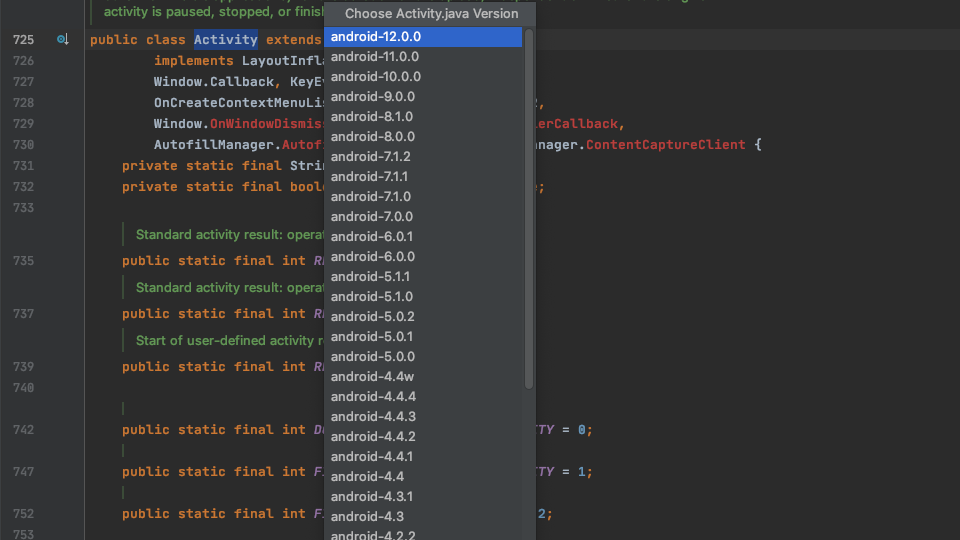 activity is paused, stopped, or finis
Choose Activity.java Version
725 public class Activity extends
726 implements LayoutInfla
727 Window.Callback, KeyEv
728 OnCreateContextMenuLis 2,
729 Window.OnWindowDismiss lerCallback,
730 AutofillManager.Autof nager.ContentCaptureClient {
731 private static final Strin
732 private static final boole e;
733
Standard activity result: operat
735 public static final int R
Standard activity result: operat
737 public static final int R
Start of user-defined activity r
739 public static final int R
740
742 public static final int D TY = 0;
747 public static final int F TY = 1;
752 public static final int F 2;
753
android-12.0.0
android-11.0.0
android-10.0.0
android-9.0.0
android-8.1.0
android-8.0.0
android-7.1.2
android-7.1.1
android-7.1.0
android-7.0.0
android-6.0.1
android-6.0.0
android-5.1.1
android-5.1.0
android-5.0.2
android-5.0.1
android-5.0.0
android-4.4w
android-4.4.4
android-4.4.3
android-4.4.2
android-4.4.1
android-4.4
android-4.3.1
android-4.3
android-4.2.2